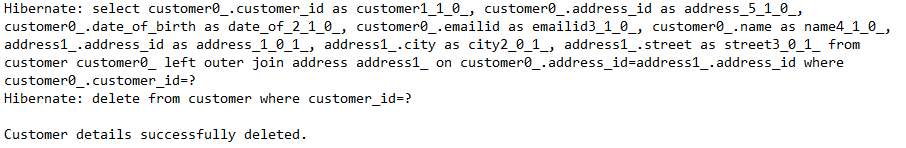 Hibernate: select customer0_.customer_id as customer1_1_0_, customer0_.address_id as address_5_1_0_,
customer0_.date_of_birth as date_of_2_1_0_, customer0_.emailid as emailid3_1_0_, customer0_.name as name4_1_0_,
address1_.address_id as address_1_0_1_, address1_.city as city2_0_1_, address1_.street as street3_0_1_ from
customer customer0_ left outer join address address1_ on customer0_.address_id=address1_.address_id where
customer0_.customer_id=?
Hibernate: delete from customer where customer_id=?
Customer details successfully deleted.